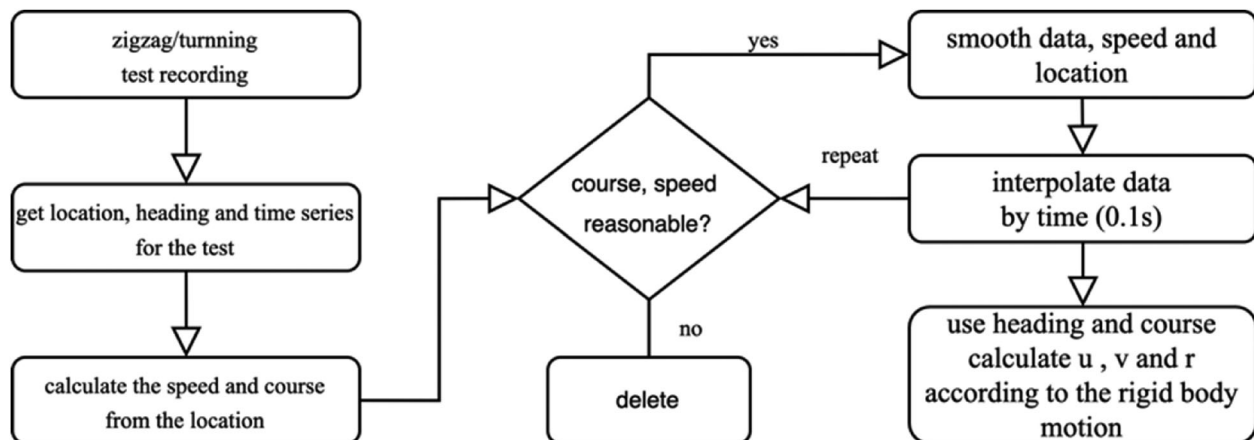 zigzag/turnning
test recording
get location, heading and time series
for the test
calculate the speed and course
from the location
course, speed
reasonable?
yes
no
delete
smooth data, speed and
location
repeat
interpolate data
by time (0.1s)
use heading and course
calculate u , v and r
according to the rigid body
motion